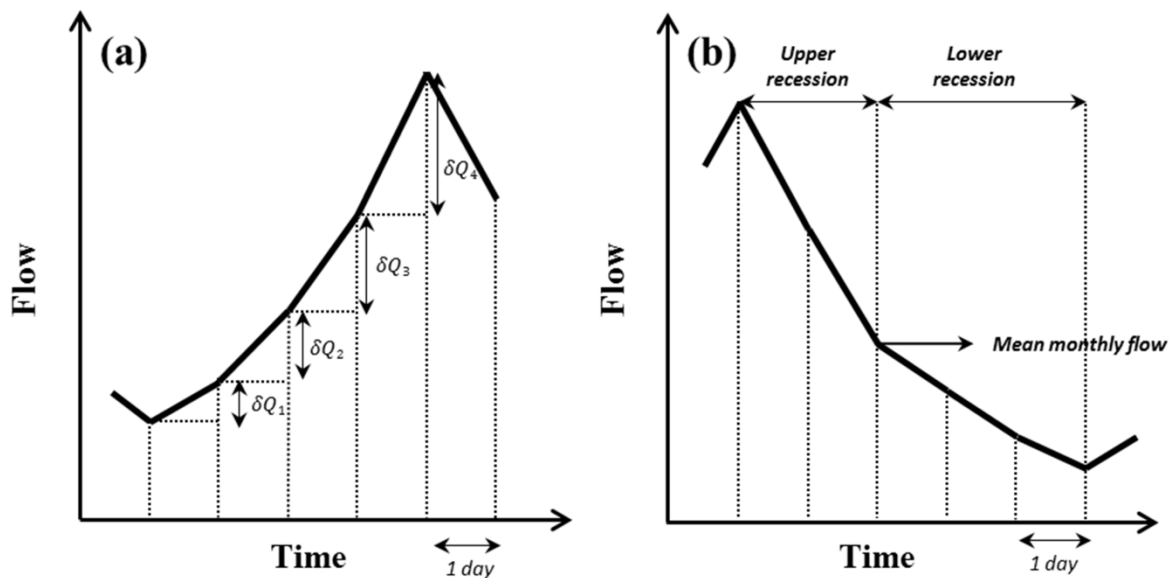 (a)
δQ₄
δQ₃
δQ₂
δQ₁
Flow
Time
1 day
(b)
Upper
recession
Lower
recession
Mean monthly flow
Flow
Time
1 day